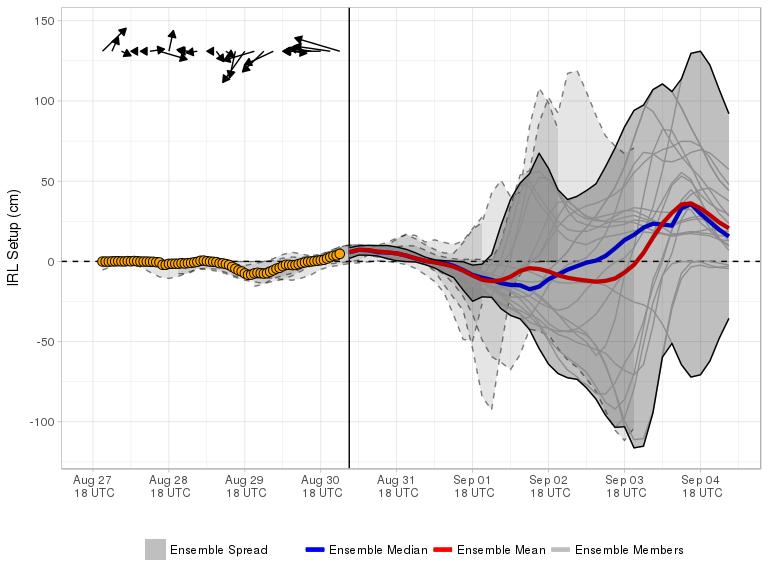 150
100
50
0
-50
-100
IRL Setup (cm)
Aug 27 Aug 28 Aug 29 Aug 30 Aug 31 Sep 01 Sep 02 Sep 03 Sep 04
18 UTC 18 UTC 18 UTC 18 UTC 18 UTC 18 UTC 18 UTC 18 UTC 18 UTC
Ensemble Spread Ensemble Median Ensemble Mean Ensemble Members